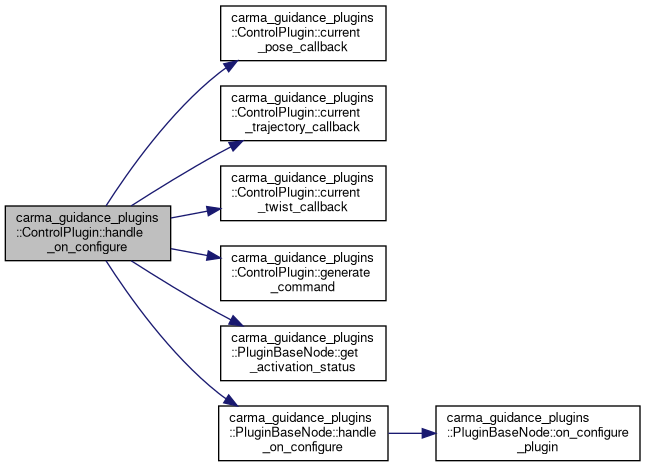 carma_guidance_plugins
::ControlPlugin::current
_pose_callback
carma_guidance_plugins
::ControlPlugin::current
_trajectory_callback
carma_guidance_plugins
::ControlPlugin::current
_twist_callback
carma_guidance_plugins
::ControlPlugin::handle
_on_configure
carma_guidance_plugins
::ControlPlugin::generate
_command
carma_guidance_plugins
::PluginBaseNode::get
_activation_status
carma_guidance_plugins
::PluginBaseNode::handle
_on_configure
carma_guidance_plugins
::PluginBaseNode::on_configure
_plugin